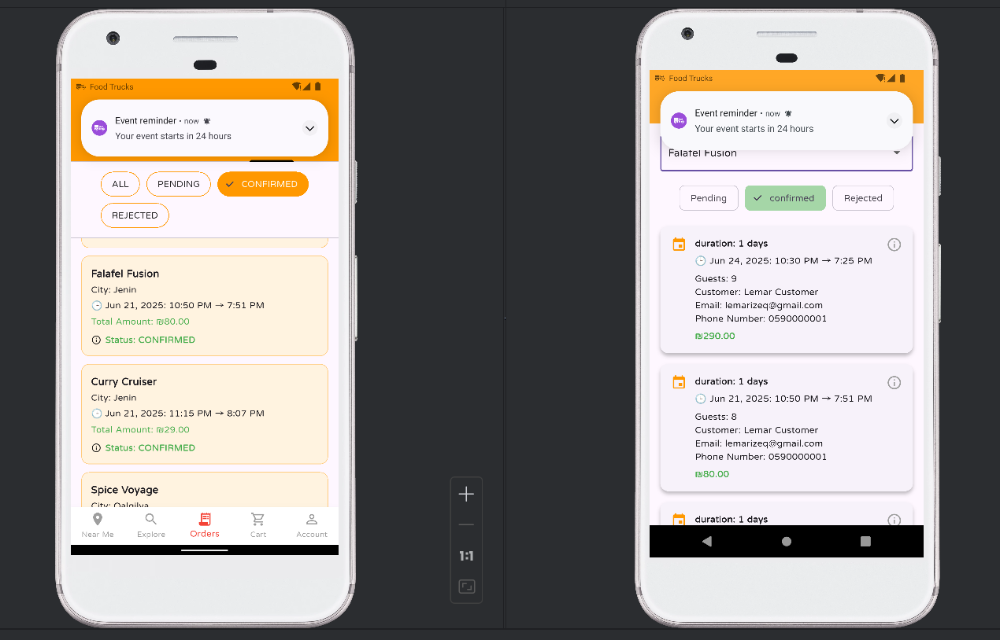 Food Trucks
Event reminder • now
Your event starts in 24 hours
ALL
PENDING
CONFIRMED
REJECTED
Falafel Fusion
City: Jenin
Jun 21, 2025: 10:50 PM → 7:51 PM
Total Amount: ₪80.00
Status: CONFIRMED
Curry Cruiser
City: Jenin
Jun 21, 2025: 11:15 PM → 8:07 PM
Total Amount: ₪29.00
Status: CONFIRMED
Spice Voyage
City: Qalqilya
Near Me
Explore
Orders
Cart
Account
1:1
Food Trucks
Event reminder • now
Your event starts in 24 hours
Falafel Fusion
Pending
confirmed
Rejected
duration: 1 days
Jun 24, 2025: 10:30 PM → 7:25 PM
Guests: 9
Customer: Lemar Customer
Email: lemarizeq@gmail.com
Phone Number: 0590000001
₪290.00
duration: 1 days
Jun 21, 2025: 10:50 PM → 7:51 PM
Guests: 8
Customer: Lemar Customer
Email: lemarizeq@gmail.com
Phone Number: 0590000001
₪80.00
duration: 1 days